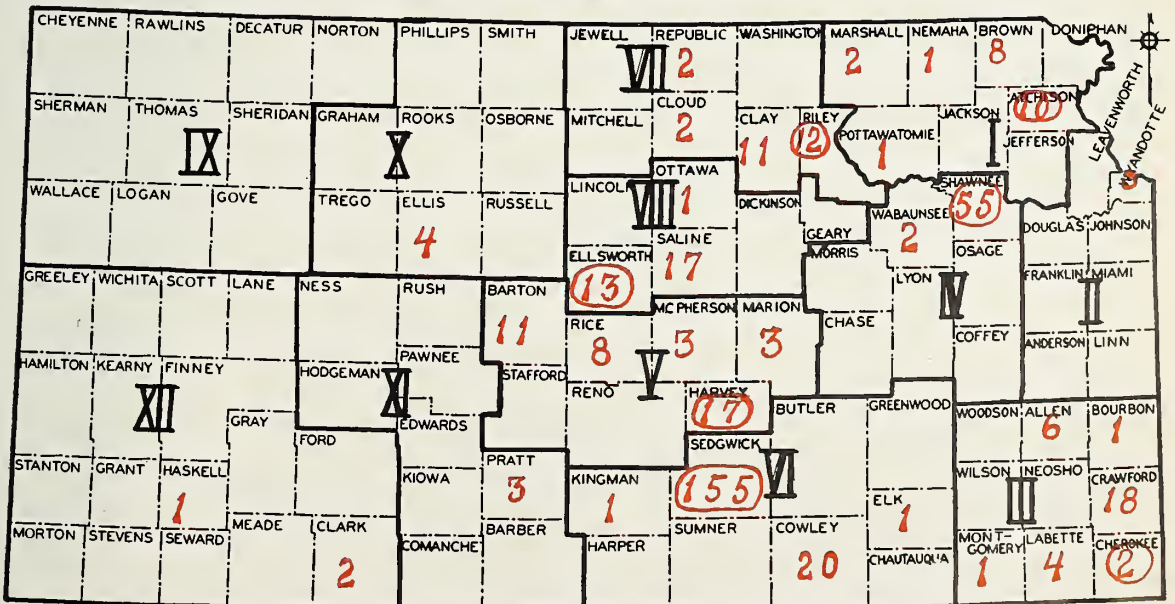 CHEYENNE RAWLINS DECATUR NORTON PHILLIPS SMITH JEWELL REPUBLIC WASHINGTON MARSHALL NEMAHA BROWN DONIPHAN
VII 2 2 1 8
SHERMAN THOMAS SHERIDAN GRAHAM ROOKS OSBORNE MITCHELL CLOUD CLAY RILEY POTTAWATOMIE JACKSON ATCHISON JEFFERSON LEAVENWORTH WYANDOTTE
IX X 2 11 12 1 I
WALLACE LOGAN GOVE TREGO ELLIS RUSSELL LINCOLN OTTAWA DICKINSON GEARY WABAUNSEE SHAWNEE DOUGLAS JOHNSON
4 VIII 1 2 55
ELLSWORTH SALINE MORRIS OSAGE
13 17
GREELEY WICHITA SCOTT LANE NESS RUSH BARTON RICE MCPHERSON MARION CHASE LYON FRANKLIN MIAMI
11 8 3 3 IV II
HAMILTON KEARNY FINNEY HODGEMAN PAWNEE STAFFORD RENO HARVEY COFFEY ANDERSON LINN
XII XI V 17
GRAY FORD EDWARDS SEDGWICK BUTLER GREENWOOD WOODSON ALLEN BOURBON
155 VI 6 1
STANTON GRANT HASKELL KIOWA PRATT KINGMAN ELK WILSON NEOSHO CRAWFORD
1 3 1 1 III 18
MORTON STEVENS SEWARD MEADE CLARK COMANCHE BARBER HARPER SUMNER COWLEY CHAUTAUQUA MONT-
GOMERY LABETTE CHEROKEE
2 20 1 4 2